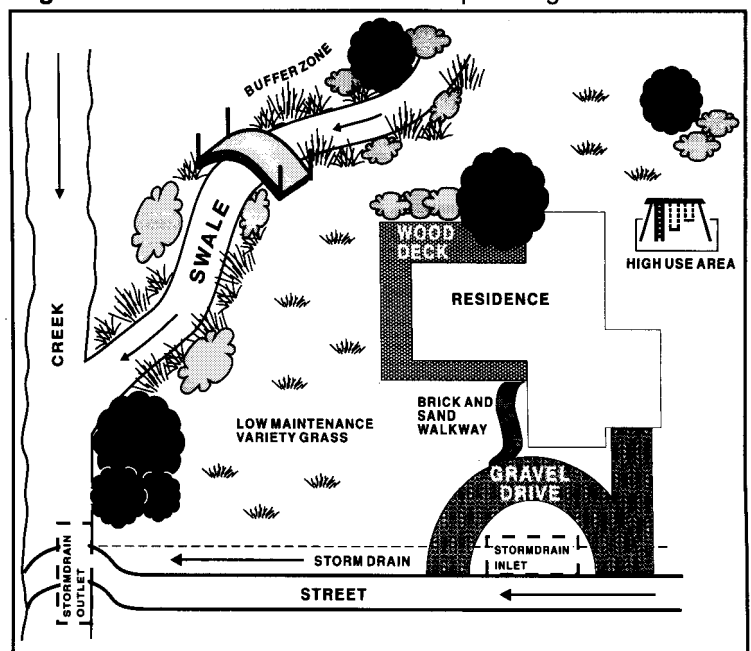 BUFFER ZONE
SWALE
CREEK
WOOD
DECK
RESIDENCE
HIGH USE AREA
LOW MAINTENANCE
VARIETY GRASS
BRICK AND
SAND
WALKWAY
GRAVEL
DRIVE
STORM DRAIN
STORMDRAIN
INLET
STORMDRAIN
OUTLET
STREET